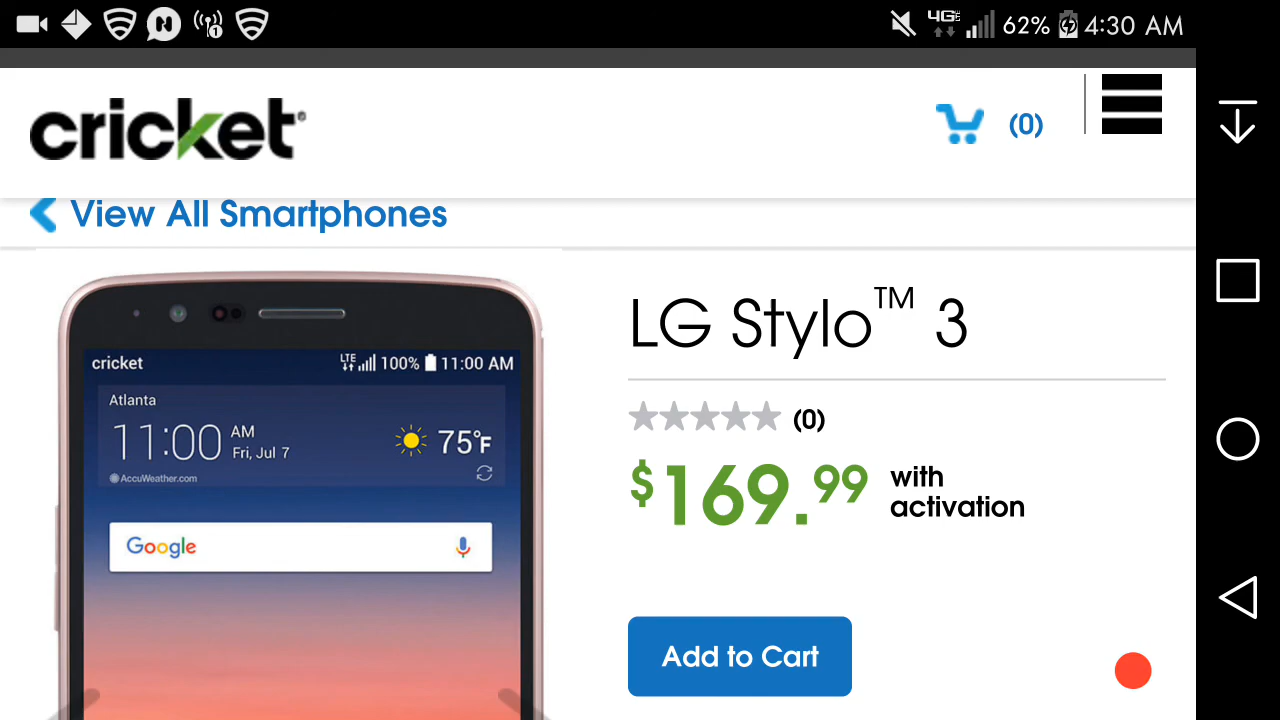 4G 62% 4:30 AM
cricket
(0)
View All Smartphones
LG Stylo™ 3
(0)
$169.99 with activation
Add to Cart
cricket LTE 100% 11:00 AM
Atlanta
11:00 AM
Fri, Jul 7
75°F
AccuWeather.com
Google